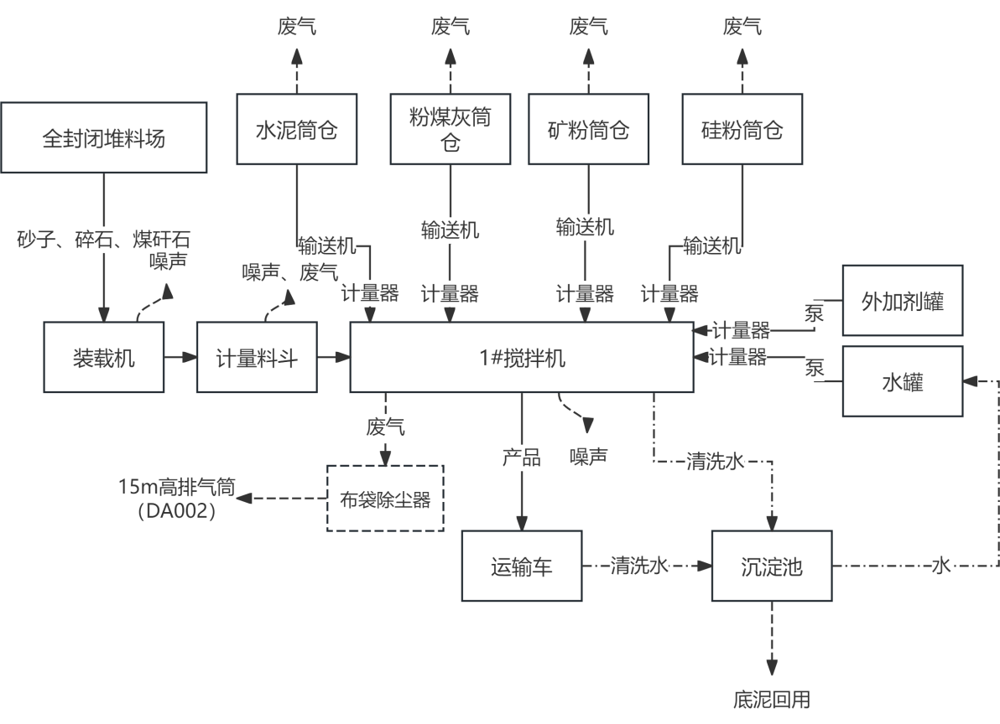 废气
废气
废气
废气
全封闭堆料场
水泥筒仓
粉煤灰筒
仓
矿粉筒仓
硅粉筒仓
砂子、碎石、煤矸石
噪声
输送机
输送机
输送机
输送机
噪声、废气
计量器
计量器
计量器
计量器
外加剂罐
泵
计量器
装载机
计量料斗
1#搅拌机
计量器
泵
水罐
废气
产品
噪声
清洗水
15m高排气筒
（DA002）
布袋除尘器
运输车
清洗水
沉淀池
水
底泥回用